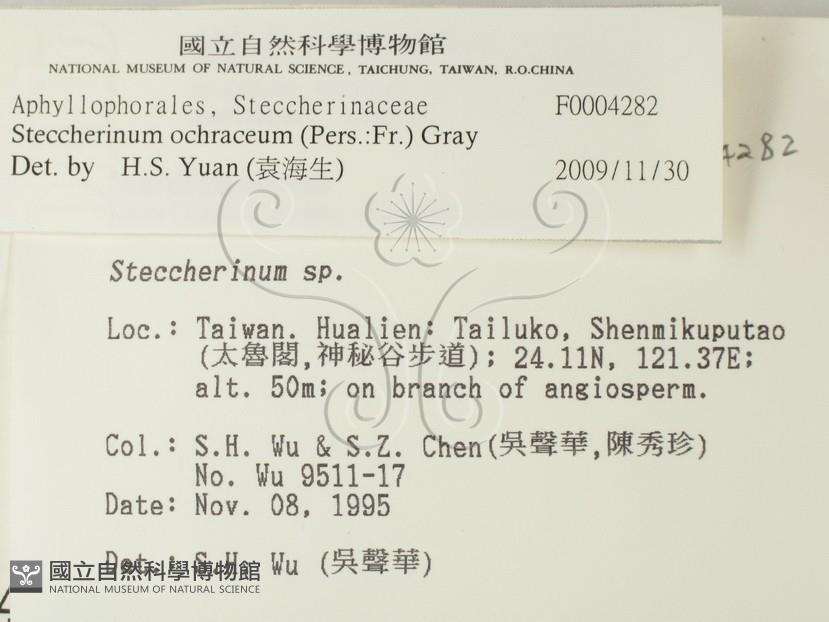 國立自然科學博物館
NATIONAL MUSEUM OF NATURAL SCIENCE, TAICHUNG, TAIWAN, R.O.CHINA
Aphyllophorales, Steccherinaceae F0004282
Steccherinum ochraceum (Pers.:Fr.) Gray
Det. by H.S. Yuan (袁海生) 2009/11/30
4282
Steccherinum sp.
Loc.: Taiwan. Hualien: Tailuko, Shenmikuputao
(太魯閣,神秘谷步道); 24.11N, 121.37E;
alt. 50m; on branch of angiosperm.
Col.: S.H. Wu & S.Z. Chen(吳聲華,陳秀珍)
No. Wu 9511-17
Date: Nov. 08, 1995
Det.: S.H. Wu (吳聲華)
國立自然科學博物館
NATIONAL MUSEUM OF NATURAL SCIENCE